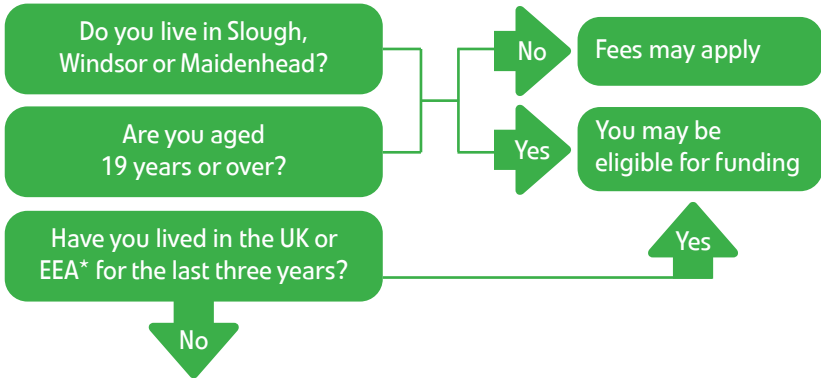 Do you live in Slough,
Windsor or Maidenhead?
No
Fees may apply
Are you aged
19 years or over?
Yes
You may be
eligible for funding
Have you lived in the UK or
EEA* for the last three years?
Yes
No